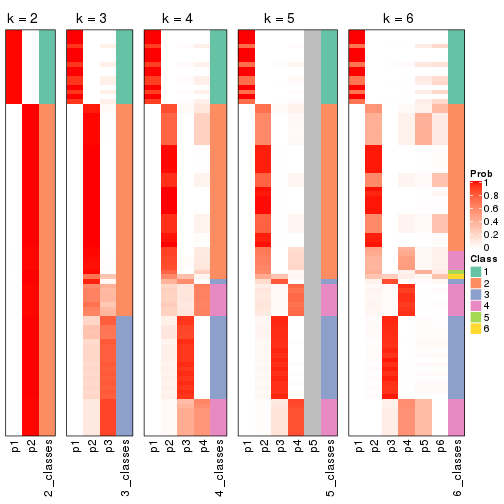 k = 2
k = 3
k = 4
k = 5
k = 6
Prob
1
0.8
0.6
0.4
0.2
0
Class
1
2
3
4
5
6
p1
p2
2_classes
p1
p2
p3
3_classes
p1
p2
p3
p4
4_classes
p1
p2
p3
p4
p5
5_classes
p1
p2
p3
p4
p5
p6
6_classes